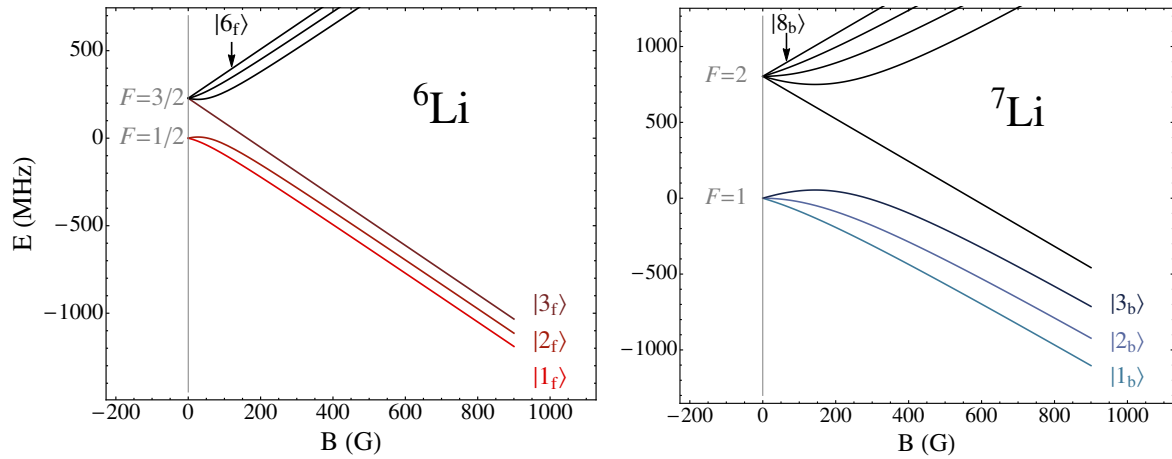 |6f⟩
500
F=3/2
⁶Li
0
F=1/2
E (MHz)
−500
−1000
|3f⟩
|2f⟩
|1f⟩
−200 0 200 400 600 800 1000
B (G)
|8b⟩
1000
F=2
⁷Li
500
0
F=1
−500
−1000
|3b⟩
|2b⟩
|1b⟩
−200 0 200 400 600 800 1000
B (G)